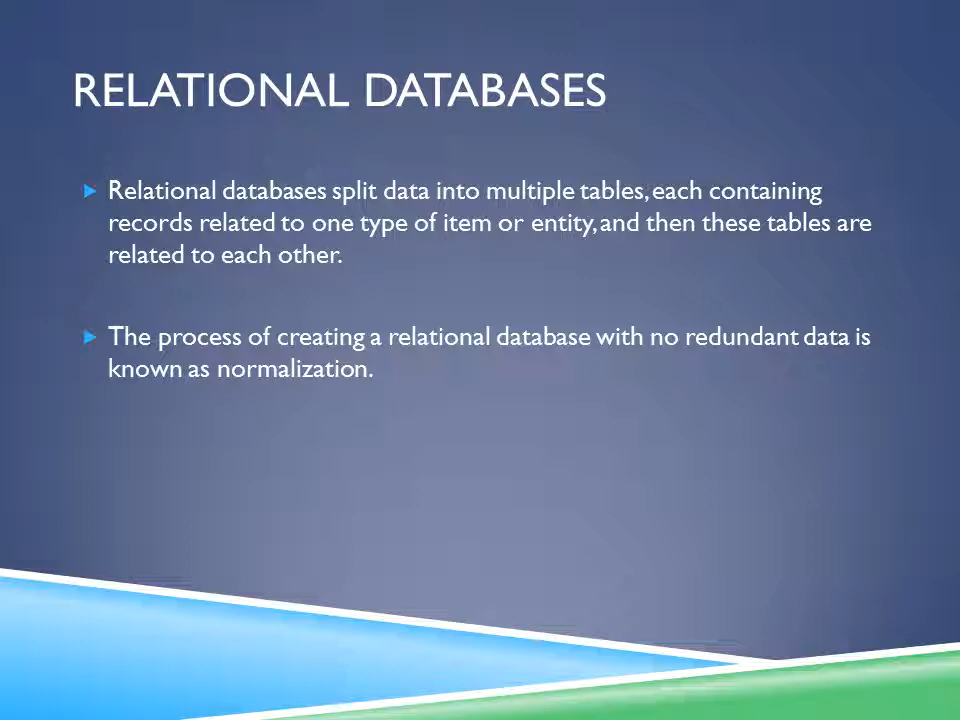 RELATIONAL DATABASES
Relational databases split data into multiple tables, each containing
records related to one type of item or entity, and then these tables are
related to each other.
The process of creating a relational database with no redundant data is
known as normalization.